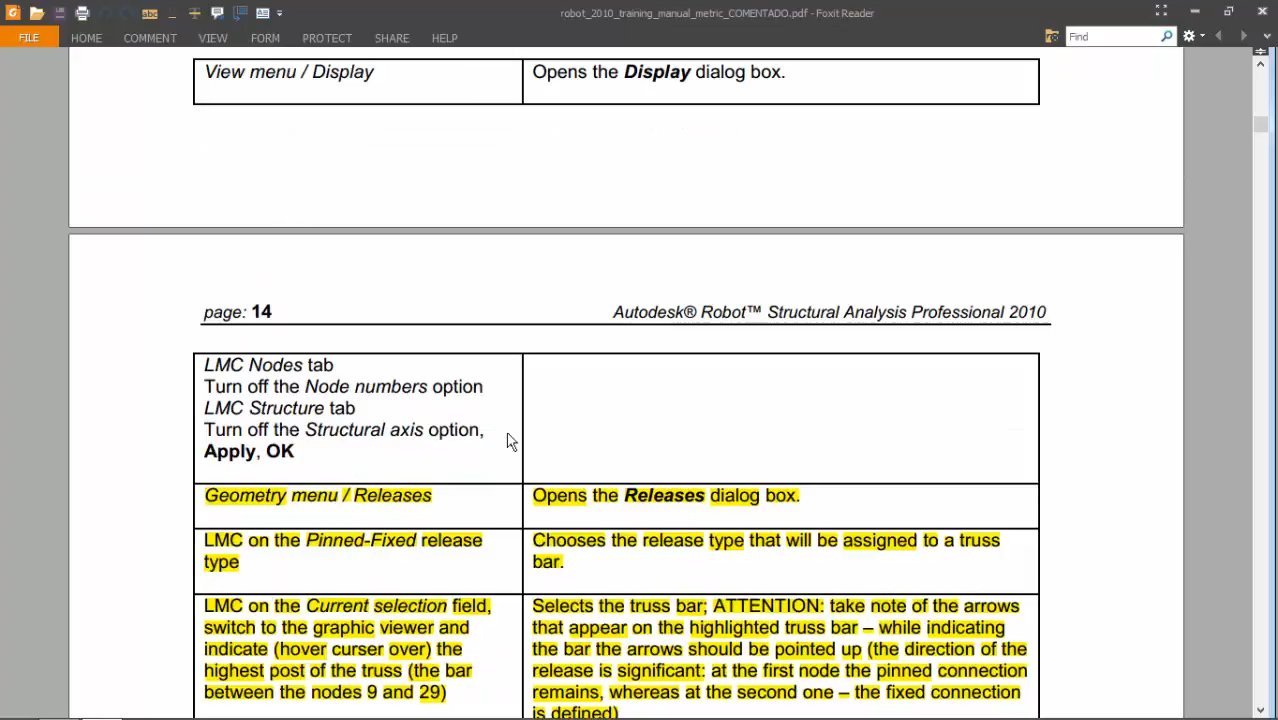 robot_2010_training_manual_metric_COMENTADO.pdf - Foxit Reader
FILE HOME COMMENT VIEW FORM PROTECT SHARE HELP Find
View menu / Display
Opens the Display dialog box.
page: 14
Autodesk® Robot™ Structural Analysis Professional 2010
LMC Nodes tab
Turn off the Node numbers option
LMC Structure tab
Turn off the Structural axis option,
Apply, OK
Geometry menu / Releases
Opens the Releases dialog box.
LMC on the Pinned-Fixed release
type
Chooses the release type that will be assigned to a truss
bar.
LMC on the Current selection field,
switch to the graphic viewer and
indicate (hover curser over) the
highest post of the truss (the bar
between the nodes 9 and 29)
Selects the truss bar; ATTENTION: take note of the arrows
that appear on the highlighted truss bar – while indicating
the bar the arrows should be pointed up (the direction of the
release is significant: at the first node the pinned connection
remains, whereas at the second one – the fixed connection
is defined)